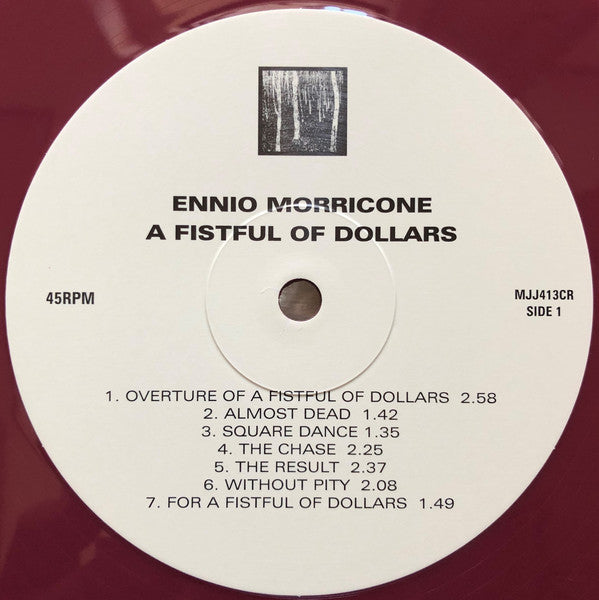 ENNIO MORRICONE
A FISTFUL OF DOLLARS
45RPM
MJJ413CR
SIDE 1
1. OVERTURE OF A FISTFUL OF DOLLARS 2.58
2. ALMOST DEAD 1.42
3. SQUARE DANCE 1.35
4. THE CHASE 2.25
5. THE RESULT 2.37
6. WITHOUT PITY 2.08
7. FOR A FISTFUL OF DOLLARS 1.49